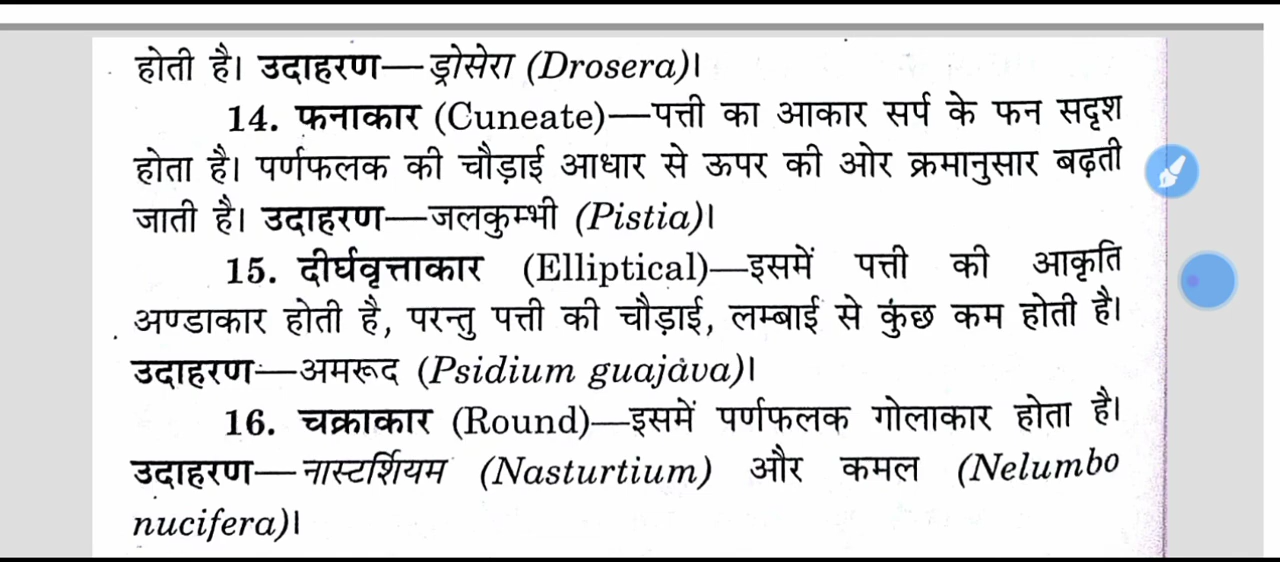 होती है। उदाहरण—ड्रोसेरा (Drosera)।
14. फनाकार (Cuneate)—पत्ती का आकार सर्प के फन सदृश
होता है। पर्णफलक की चौड़ाई आधार से ऊपर की ओर क्रमानुसार बढ़ती
जाती है। उदाहरण—जलकुम्भी (Pistia)।
15. दीर्घवृत्ताकार (Elliptical)—इसमें पत्ती की आकृति
अण्डाकार होती है, परन्तु पत्ती की चौड़ाई, लम्बाई से कुछ कम होती है।
उदाहरण—अमरूद (Psidium guajava)।
16. चक्राकार (Round)—इसमें पर्णफलक गोलाकार होता है।
उदाहरण—नास्टर्शियम (Nasturtium) और कमल (Nelumbo
nucifera)।